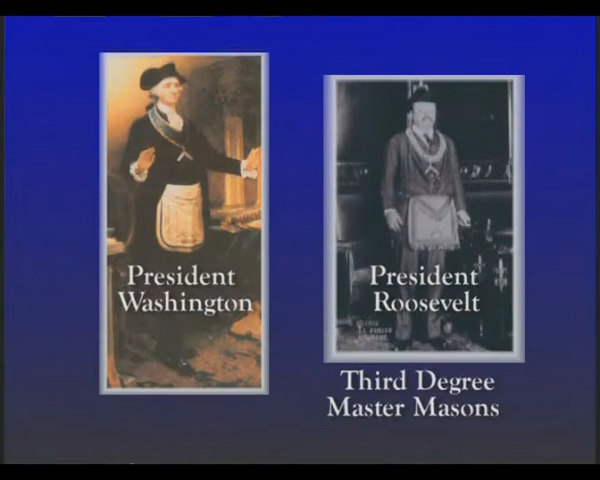 President
Washington
President
Roosevelt
Third Degree
Master Masons